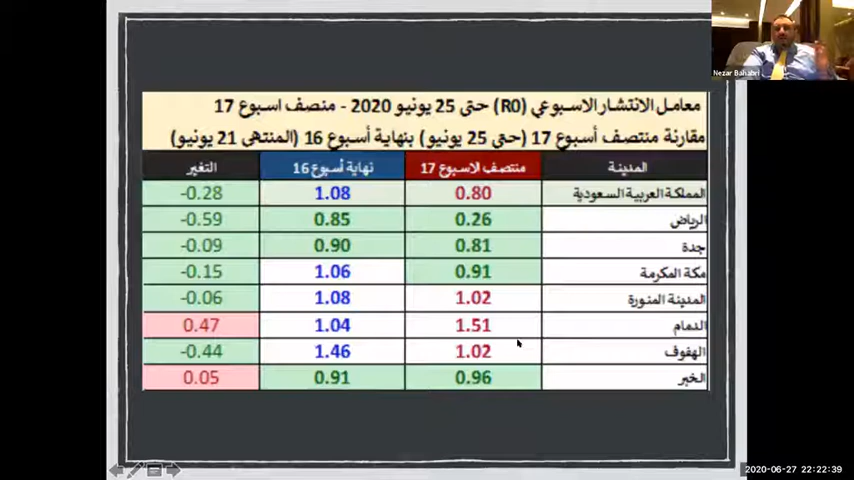 Nezar Bahabri
معامل الانتشار الاسبوعي (R0) حتى 25 يونيو 2020 - منصف اسبوع 17
مقارنة منتصف أسبوع 17 (حتى 25 يونيو) بنهاية أسبوع 16 (المنتهى 21 يونيو)
المدينة منتصف الاسبوع 17 نهاية أسبوع 16 التغير
المملكة العربية السعودية 0.80 1.08 -0.28
الرياض 0.26 0.85 -0.59
جدة 0.81 0.90 -0.09
مكة المكرمة 0.91 1.06 -0.15
المدينة المنورة 1.02 1.08 -0.06
الدمام 1.51 1.04 0.47
الهفوف 1.02 1.46 -0.44
الخبر 0.96 0.91 0.05
2020-06-27 22:22:39